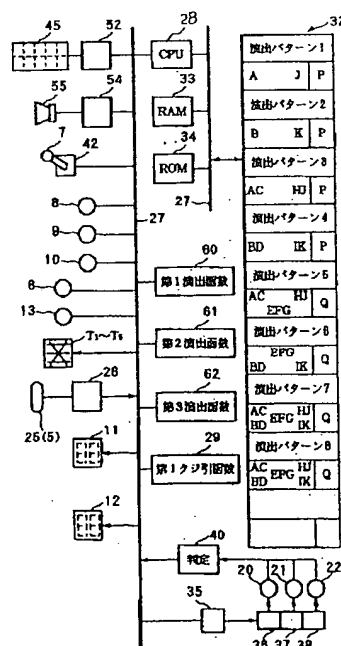 45
52
28
32
CPU
演出パターン1
A J P
55
54
33
RAM
演出パターン2
B K P
7
42
34
ROM
演出パターン3
AC HJ P
8
27
27
演出パターン4
BD IK P
9
10
60
第1演出函数
演出パターン5
AC HJ
EFG Q
6
13
61
第2演出函数
演出パターン6
EFG
BD IK Q
T₁~T₅
62
第3演出函数
演出パターン7
AC HJ
BD EFG IK Q
26
25(5)
29
第1クジ引函数
演出パターン8
AC HJ
BD EFG IK Q
11
12
40
判定
20
21
22
35
36
37
38